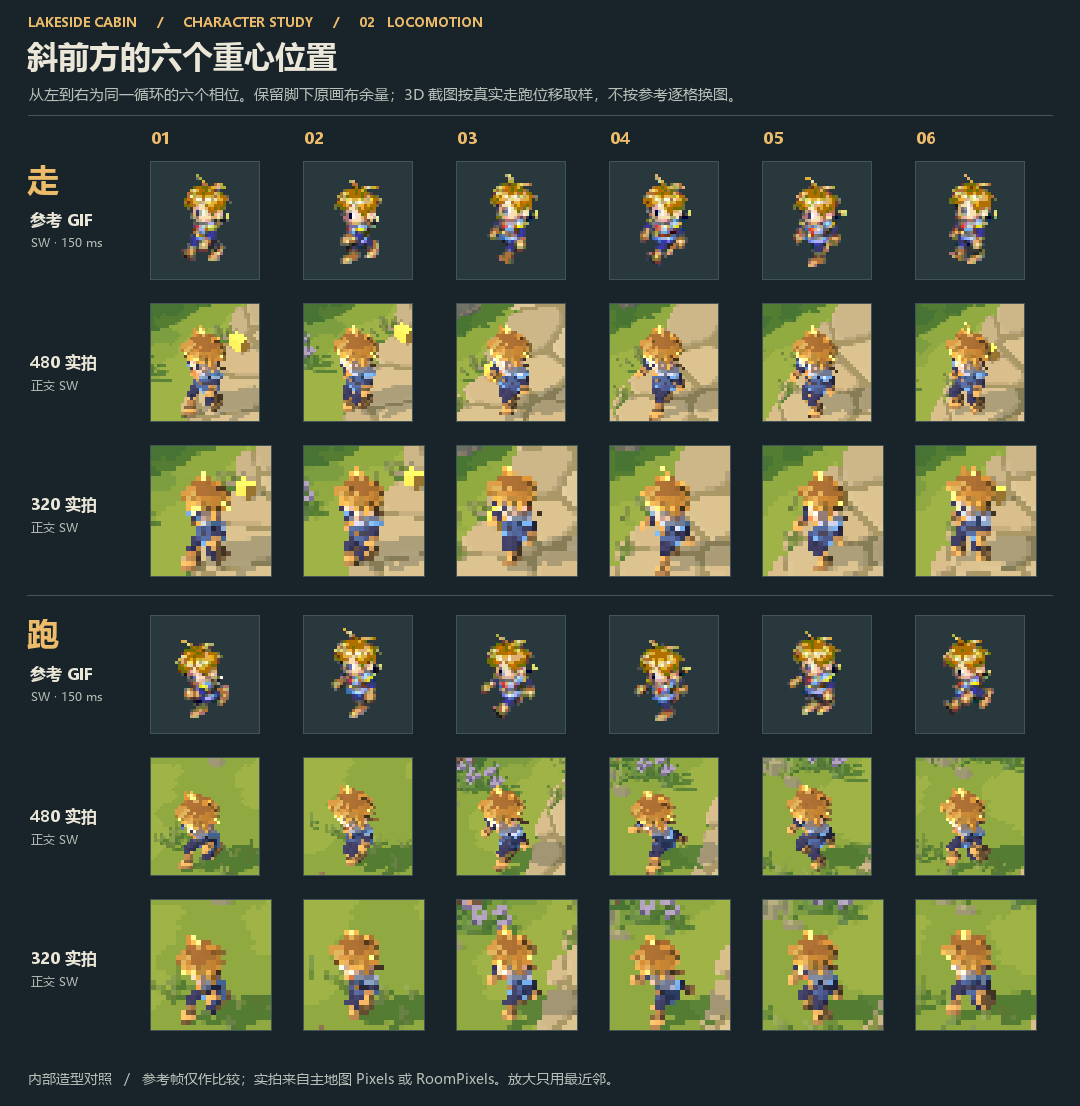 LAKESIDE CABIN / CHARACTER STUDY / 02 LOCOMOTION
斜前方的六个重心位置
从左到右为同一循环的六个相位。保留脚下原画布余量；3D 截图按真实走跑位移取样，不按参考逐格换图。
01 02 03 04 05 06
走
参考 GIF
SW · 150 ms
480 实拍
正交 SW
320 实拍
正交 SW
跑
参考 GIF
SW · 150 ms
480 实拍
正交 SW
320 实拍
正交 SW
内部造型对照 / 参考帧仅作比较；实拍来自主地图 Pixels 或 RoomPixels。放大只用最近邻。